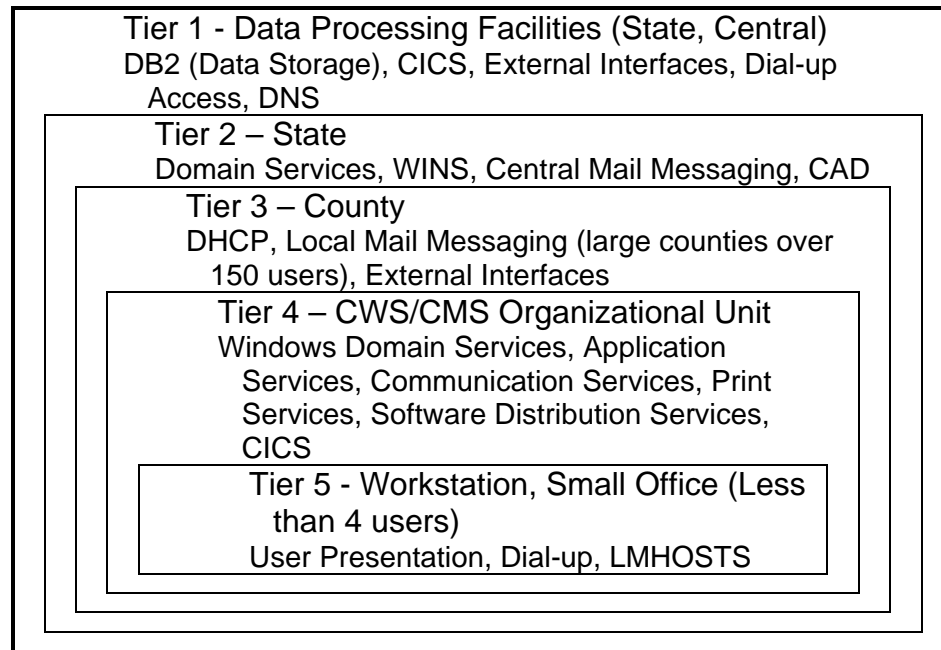 Tier 1 - Data Processing Facilities (State, Central)
DB2 (Data Storage), CICS, External Interfaces, Dial-up
Access, DNS
Tier 2 – State
Domain Services, WINS, Central Mail Messaging, CAD
Tier 3 – County
DHCP, Local Mail Messaging (large counties over
150 users), External Interfaces
Tier 4 – CWS/CMS Organizational Unit
Windows Domain Services, Application
Services, Communication Services, Print
Services, Software Distribution Services,
CICS
Tier 5 - Workstation, Small Office (Less
than 4 users)
User Presentation, Dial-up, LMHOSTS